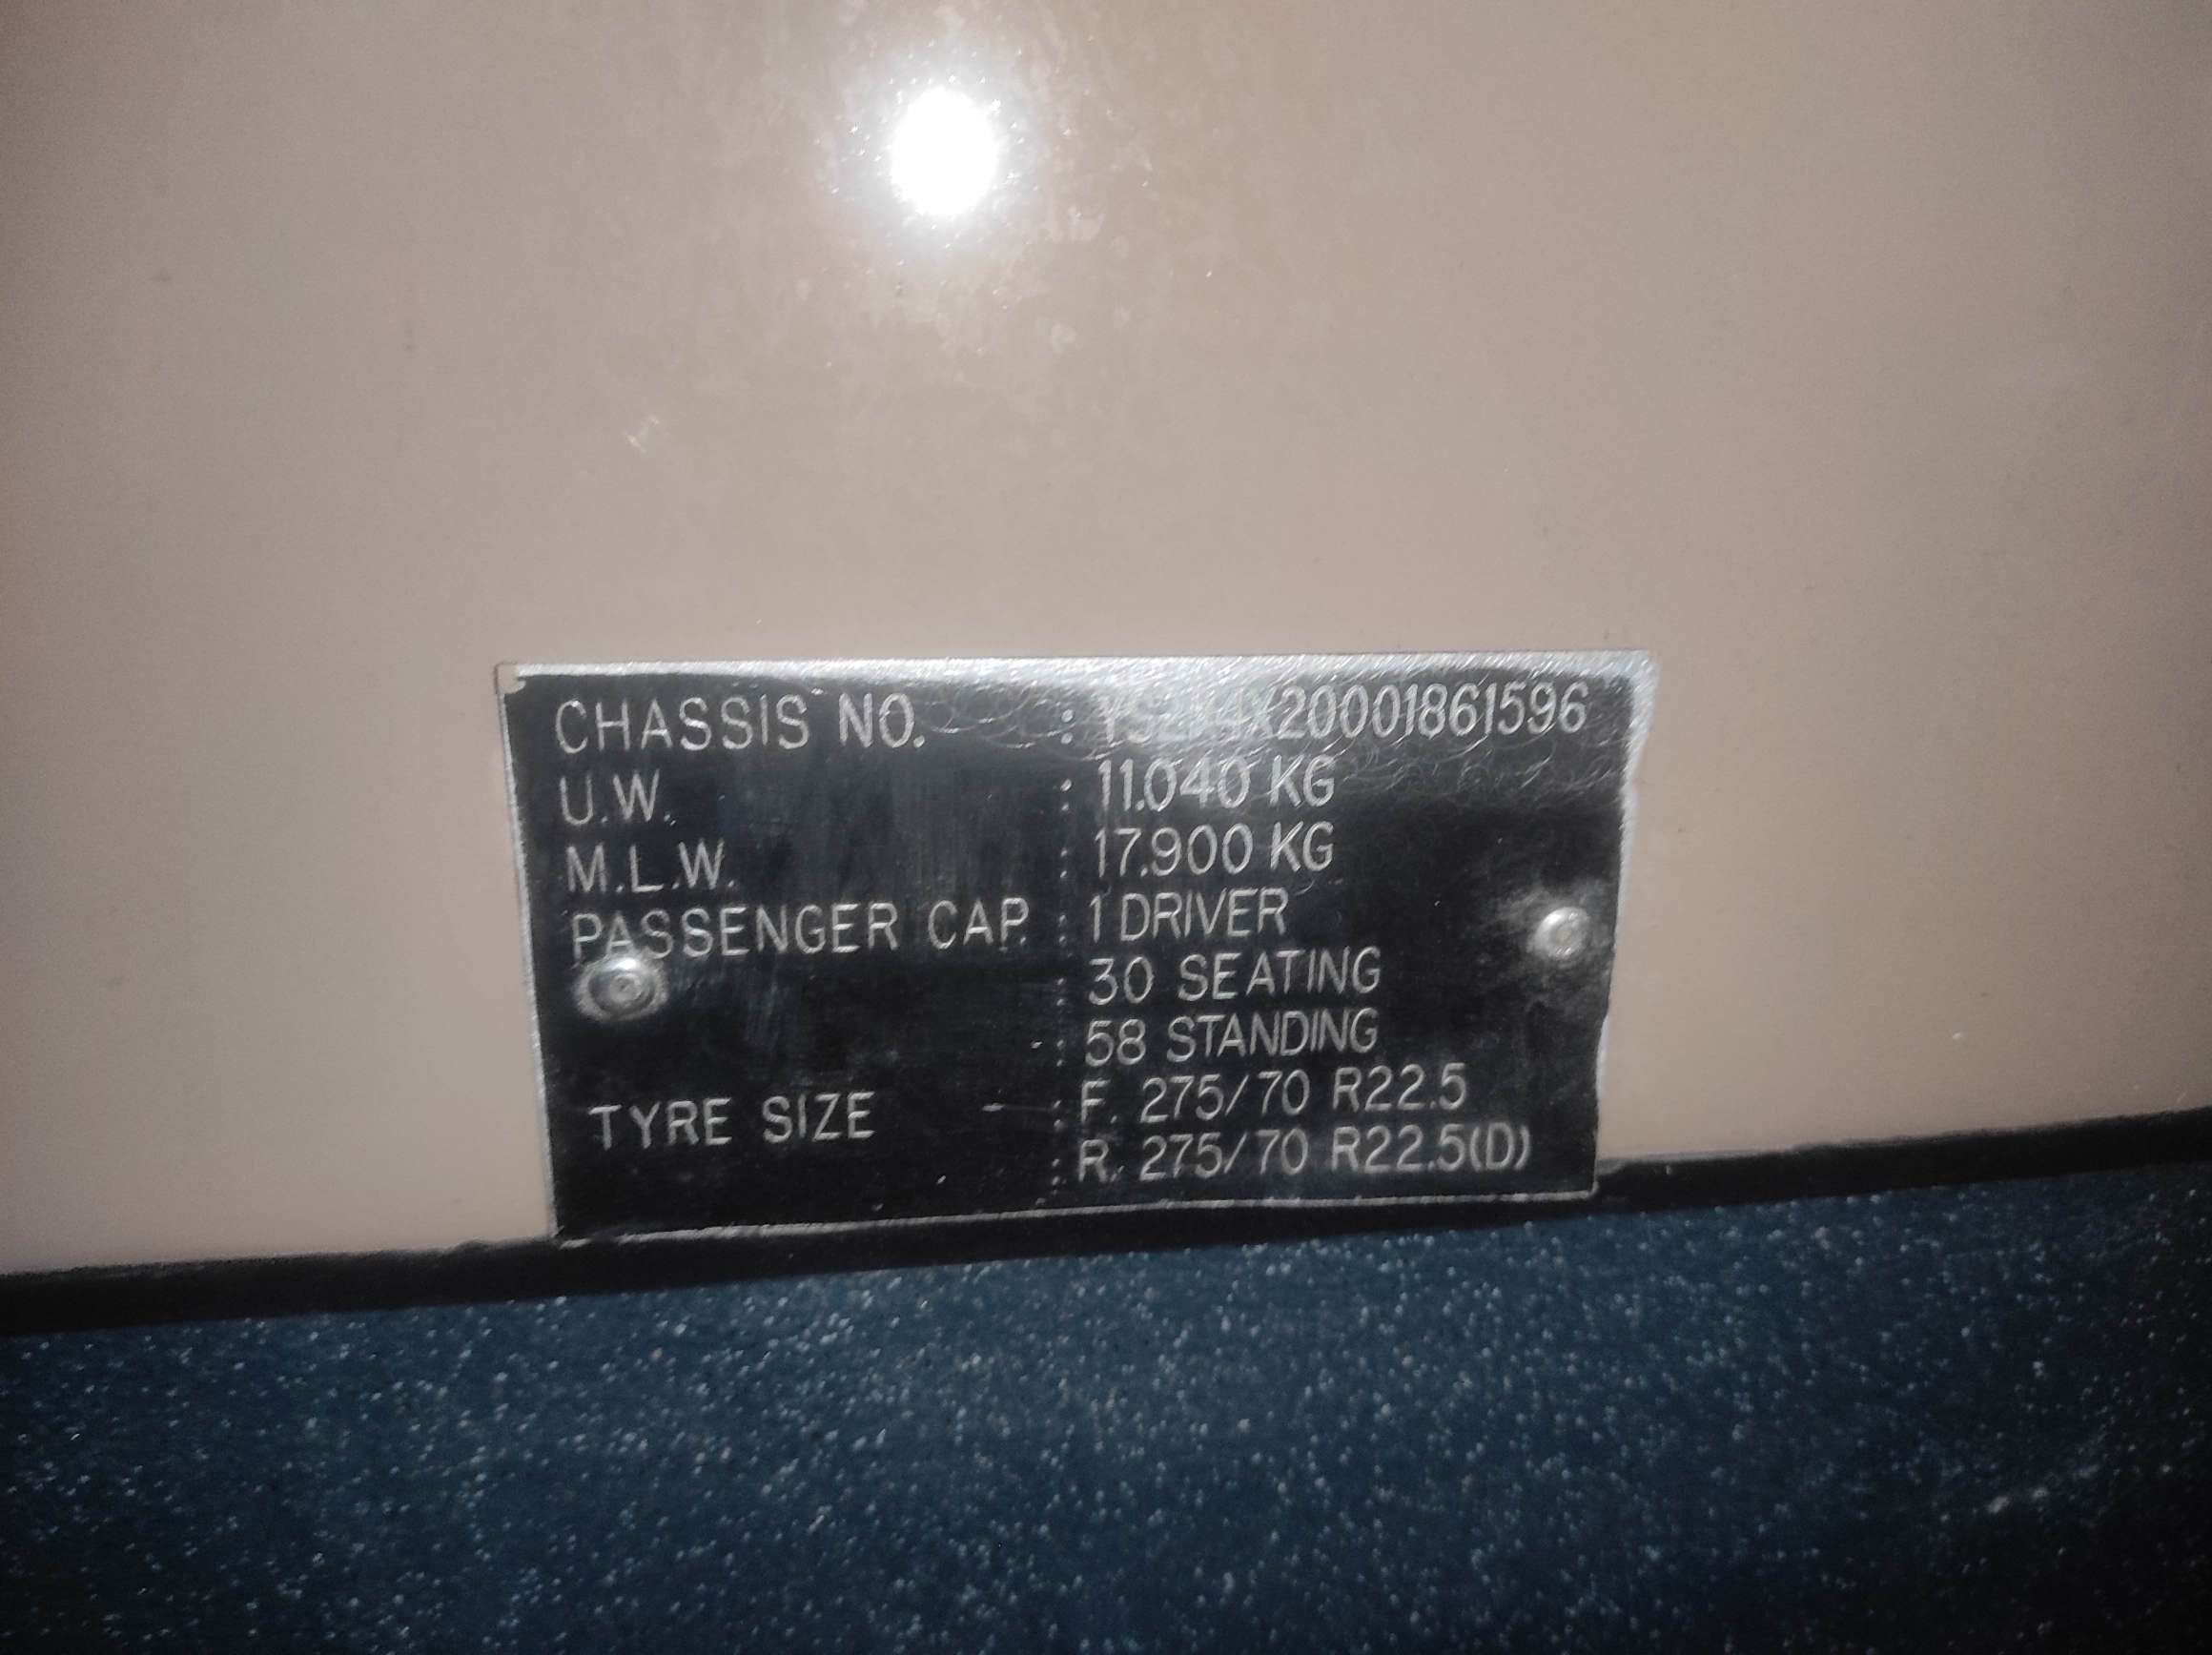 CHASSIS NO. : YS2N4X20001861596
U.W. : 11.040 KG
M.L.W. : 17.900 KG
PASSENGER CAP. : 1 DRIVER
: 30 SEATING
: 58 STANDING
TYRE SIZE : F. 275/70 R22.5
: R. 275/70 R22.5(D)